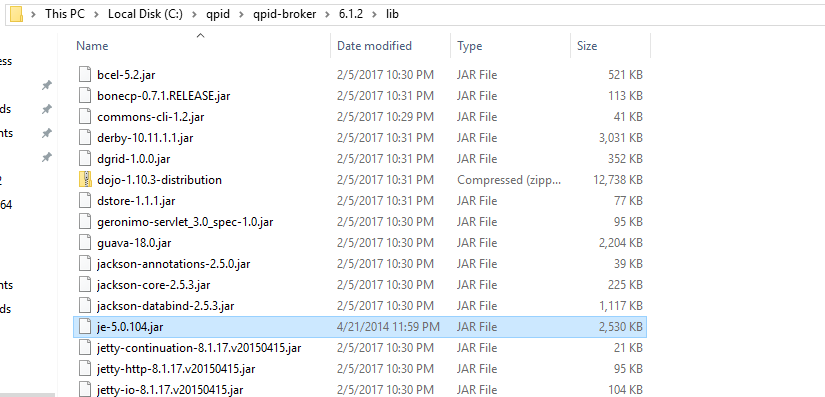 This PC > Local Disk (C:) > qpid > qpid-broker > 6.1.2 > lib
Name Date modified Type Size
ess
bcel-5.2.jar 2/5/2017 10:30 PM JAR File 521 KB
bonecp-0.7.1.RELEASE.jar 2/5/2017 10:31 PM JAR File 113 KB
ds commons-cli-1.2.jar 2/5/2017 10:29 PM JAR File 41 KB
nts derby-10.11.1.1.jar 2/5/2017 10:31 PM JAR File 3,031 KB
dgrid-1.0.0.jar 2/5/2017 10:31 PM JAR File 352 KB
2 dojo-1.10.3-distribution 2/5/2017 10:31 PM Compressed (zipp... 12,738 KB
64 dstore-1.1.1.jar 2/5/2017 10:31 PM JAR File 77 KB
geronimo-servlet_3.0_spec-1.0.jar 2/5/2017 10:30 PM JAR File 95 KB
guava-18.0.jar 2/5/2017 10:31 PM JAR File 2,204 KB
jackson-annotations-2.5.0.jar 2/5/2017 10:30 PM JAR File 39 KB
nts jackson-core-2.5.3.jar 2/5/2017 10:30 PM JAR File 225 KB
ds jackson-databind-2.5.3.jar 2/5/2017 10:30 PM JAR File 1,117 KB
je-5.0.104.jar 4/21/2014 11:59 PM JAR File 2,530 KB
jetty-continuation-8.1.17.v20150415.jar 2/5/2017 10:30 PM JAR File 21 KB
jetty-http-8.1.17.v20150415.jar 2/5/2017 10:30 PM JAR File 95 KB
jetty-io-8.1.17.v20150415.jar 2/5/2017 10:30 PM JAR File 104 KB